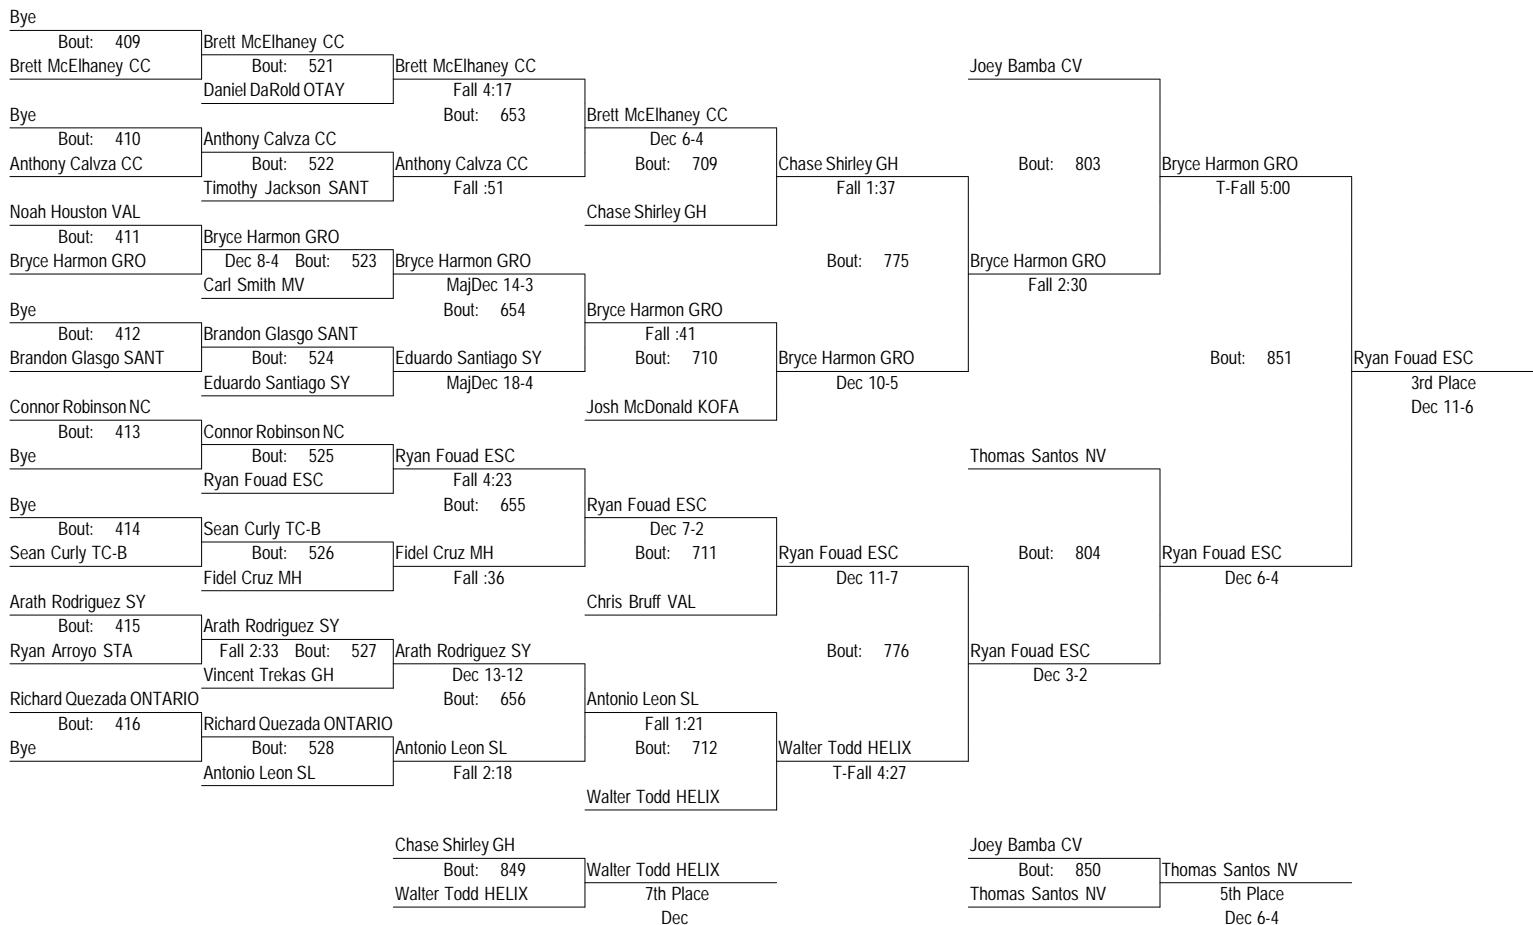 Bye
Bout: 409
Brett McElhaney CC
Brett McElhaney CC
Bout: 521
Daniel DaRold OTAY
Brett McElhaney CC
Fall 4:17
Bout: 653
Joey Bamba CV
Bye
Bout: 410
Anthony Calvza CC
Anthony Calvza CC
Bout: 522
Timothy Jackson SANT
Anthony Calvza CC
Fall :51
Brett McElhaney CC
Dec 6-4
Bout: 709
Chase Shirley GH
Chase Shirley GH
Fall 1:37
Bout: 803
Bryce Harmon GRO
T-Fall 5:00
Noah Houston VAL
Bout: 411
Bryce Harmon GRO
Bryce Harmon GRO
Dec 8-4 Bout: 523
Carl Smith MV
Bryce Harmon GRO
MajDec 14-3
Bout: 654
Bout: 775
Bryce Harmon GRO
Fall 2:30
Bye
Bout: 412
Brandon Glasgo SANT
Brandon Glasgo SANT
Bout: 524
Eduardo Santiago SY
Eduardo Santiago SY
MajDec 18-4
Bryce Harmon GRO
Fall :41
Bout: 710
Josh McDonald KOFA
Bryce Harmon GRO
Dec 10-5
Bout: 851
Ryan Fouad ESC
3rd Place
Dec 11-6
Connor Robinson NC
Bout: 413
Bye
Connor Robinson NC
Bout: 525
Ryan Fouad ESC
Ryan Fouad ESC
Fall 4:23
Bout: 655
Thomas Santos NV
Bye
Bout: 414
Sean Curly TC-B
Sean Curly TC-B
Bout: 526
Fidel Cruz MH
Fidel Cruz MH
Fall :36
Ryan Fouad ESC
Dec 7-2
Bout: 711
Chris Bruff VAL
Ryan Fouad ESC
Dec 11-7
Bout: 804
Ryan Fouad ESC
Dec 6-4
Arath Rodriguez SY
Bout: 415
Ryan Arroyo STA
Arath Rodriguez SY
Fall 2:33 Bout: 527
Vincent Trekas GH
Arath Rodriguez SY
Dec 13-12
Bout: 656
Bout: 776
Ryan Fouad ESC
Dec 3-2
Richard Quezada ONTARIO
Bout: 416
Bye
Richard Quezada ONTARIO
Bout: 528
Antonio Leon SL
Antonio Leon SL
Fall 2:18
Antonio Leon SL
Fall 1:21
Bout: 712
Walter Todd HELIX
Walter Todd HELIX
T-Fall 4:27
Chase Shirley GH
Bout: 849
Walter Todd HELIX
Walter Todd HELIX
7th Place
Dec
Joey Bamba CV
Bout: 850
Thomas Santos NV
Thomas Santos NV
5th Place
Dec 6-4